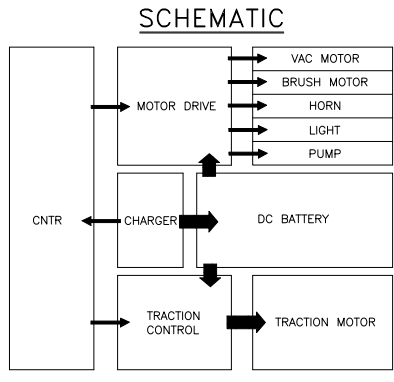 SCHEMATIC
VAC MOTOR
BRUSH MOTOR
MOTOR DRIVE
HORN
LIGHT
PUMP
CNTR
CHARGER
DC BATTERY
TRACTION
CONTROL
TRACTION MOTOR